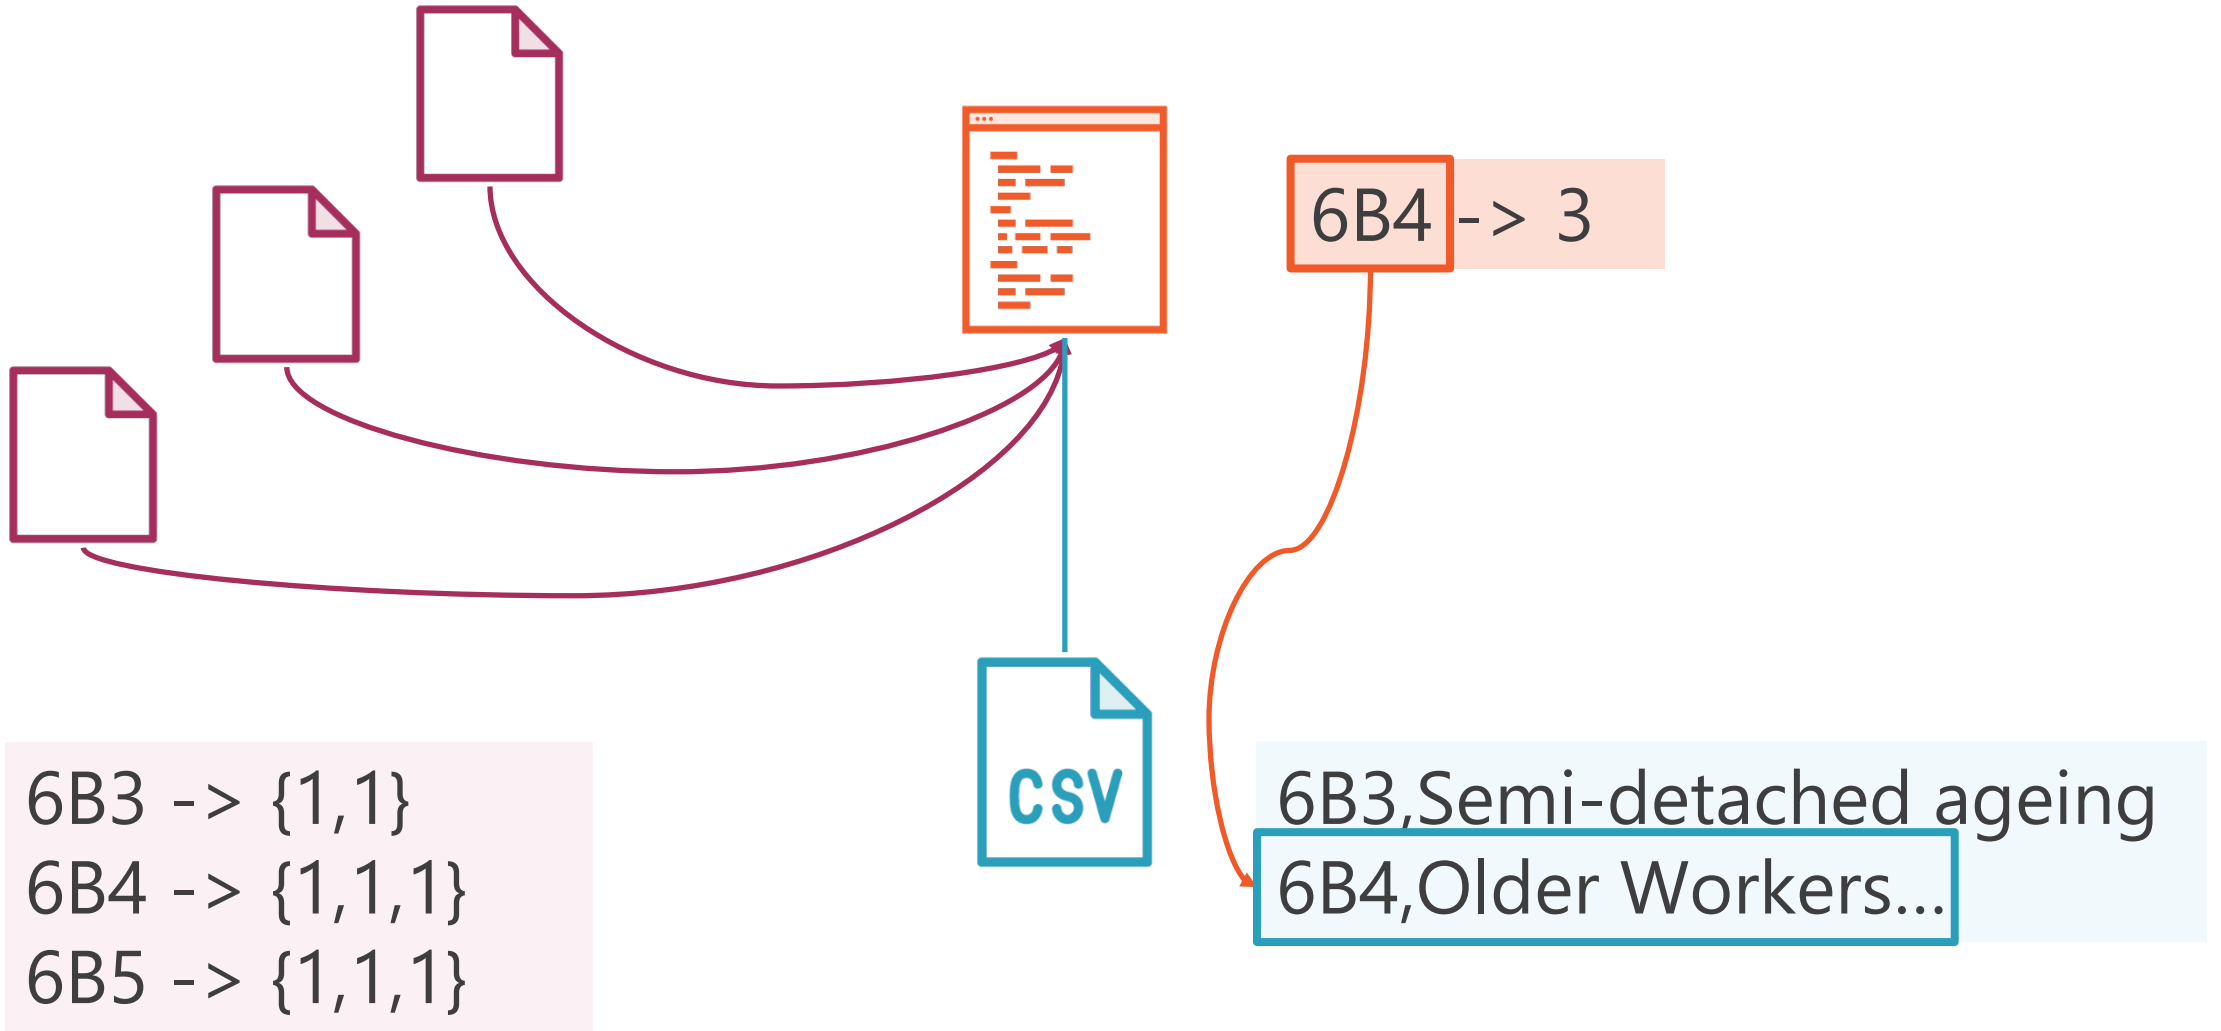 6B4 -> 3
CSV
6B3 -> {1,1}
6B4 -> {1,1,1}
6B5 -> {1,1,1}
6B3,Semi-detached ageing
6B4,Older Workers...